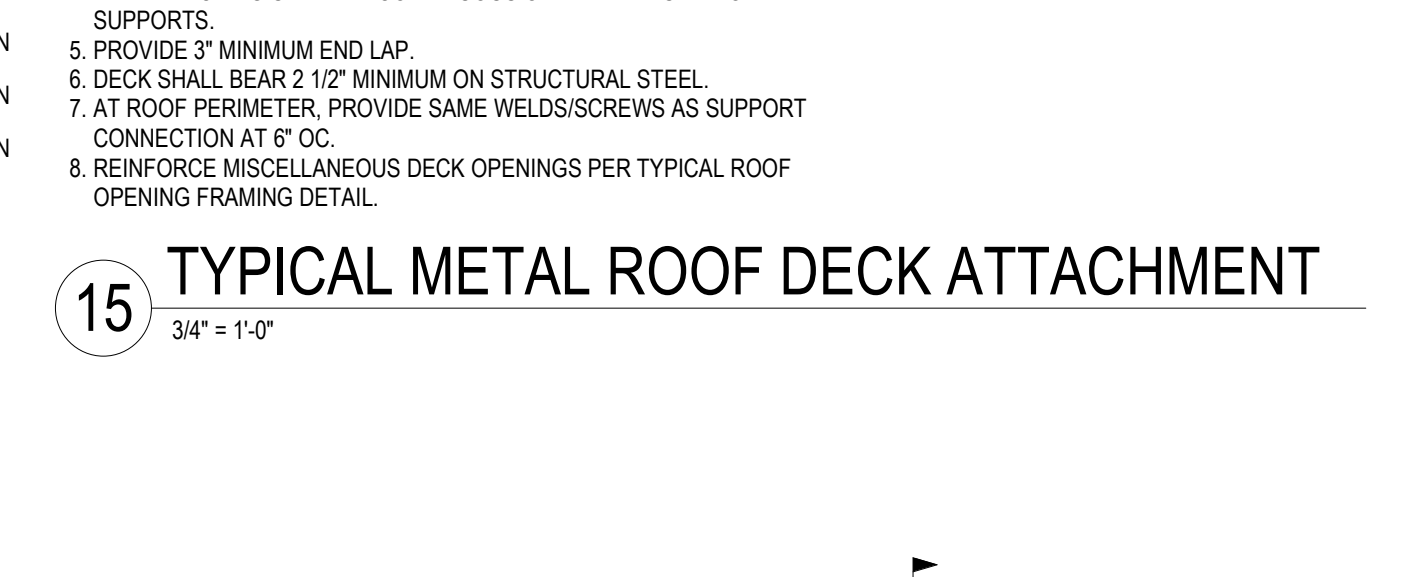 SUPPORTS.
5. PROVIDE 3" MINIMUM END LAP.
6. DECK SHALL BEAR 2 1/2" MINIMUM ON STRUCTURAL STEEL.
7. AT ROOF PERIMETER, PROVIDE SAME WELDS/SCREWS AS SUPPORT
CONNECTION AT 6" OC.
8. REINFORCE MISCELLANEOUS DECK OPENINGS PER TYPICAL ROOF
OPENING FRAMING DETAIL.
N
N
N
15
TYPICAL METAL ROOF DECK ATTACHMENT
3/4" = 1'-0"